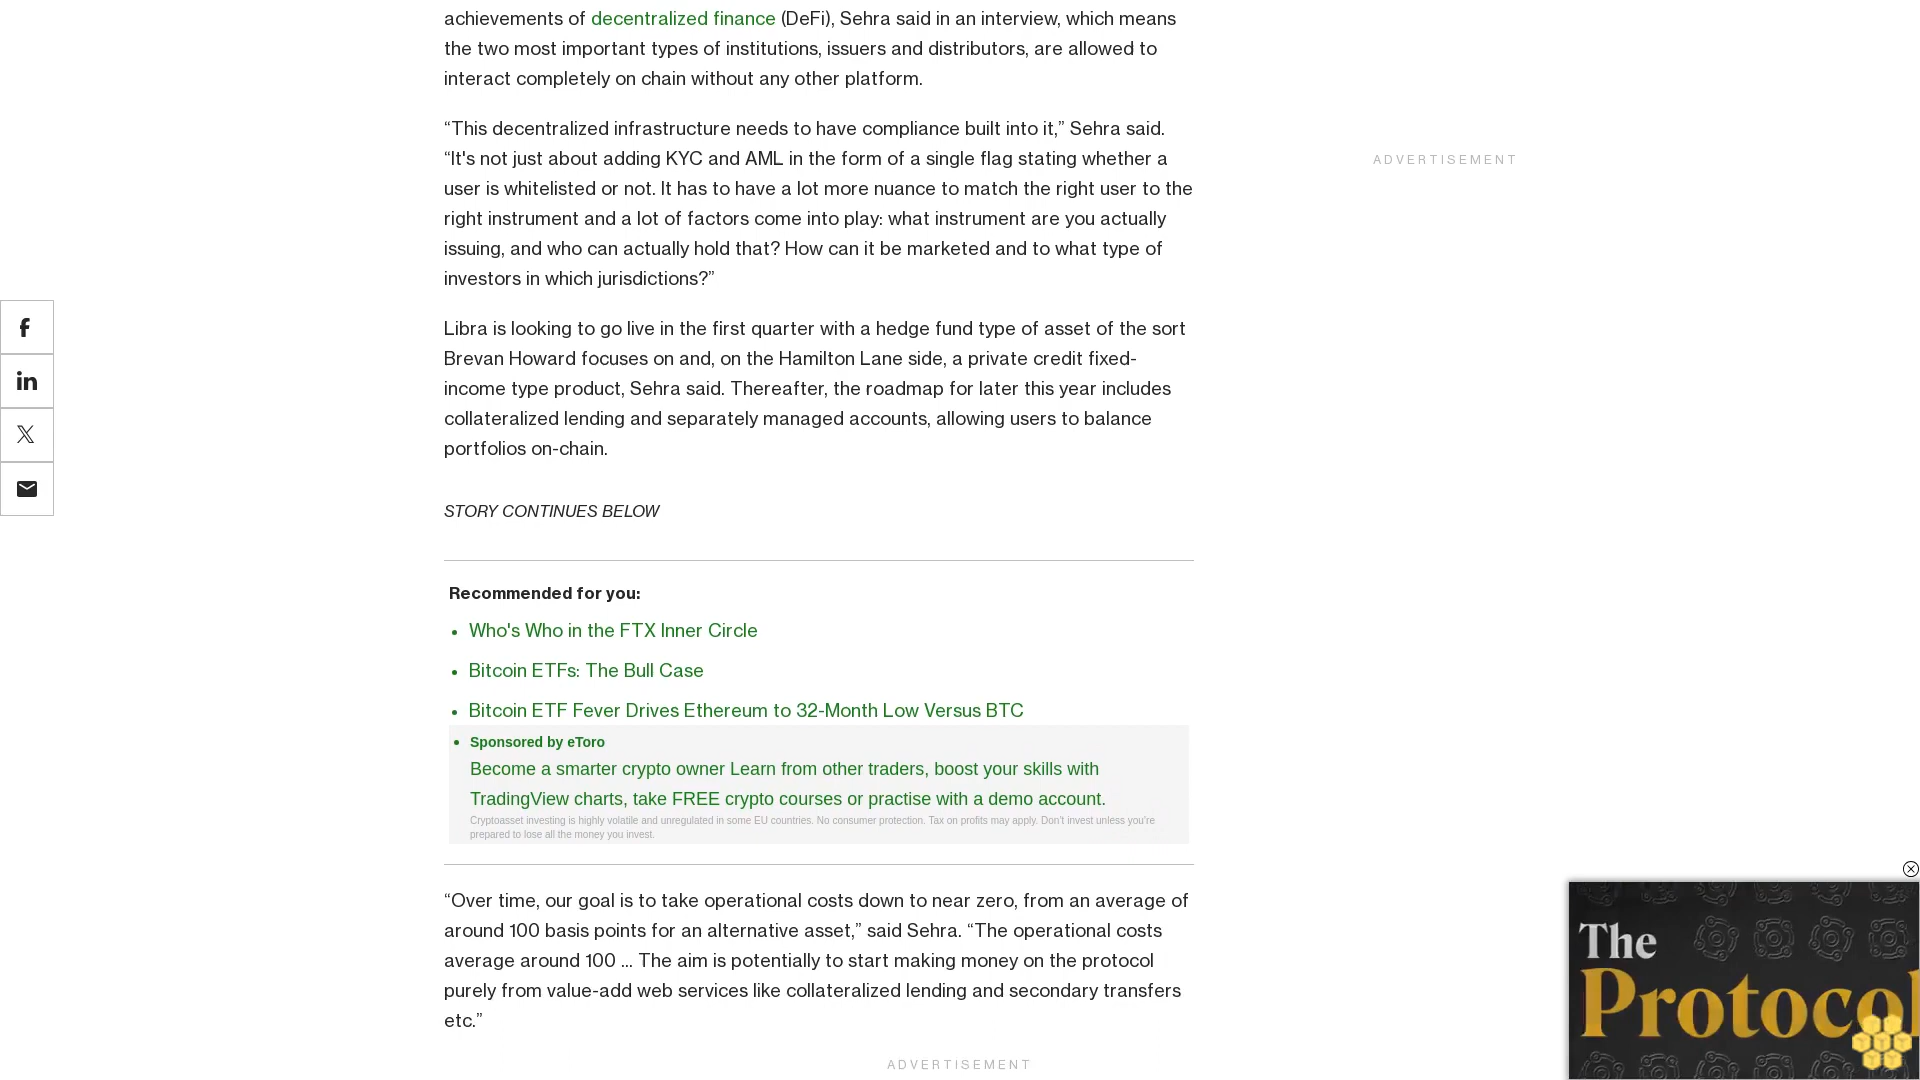 achievements of decentralized finance (DeFi), Sehra said in an interview, which means
the two most important types of institutions, issuers and distributors, are allowed to
interact completely on chain without any other platform.
“This decentralized infrastructure needs to have compliance built into it,” Sehra said.
“It's not just about adding KYC and AML in the form of a single flag stating whether a
user is whitelisted or not. It has to have a lot more nuance to match the right user to the
right instrument and a lot of factors come into play: what instrument are you actually
issuing, and who can actually hold that? How can it be marketed and to what type of
investors in which jurisdictions?”
ADVERTISEMENT
Libra is looking to go live in the first quarter with a hedge fund type of asset of the sort
Brevan Howard focuses on and, on the Hamilton Lane side, a private credit fixed-
income type product, Sehra said. Thereafter, the roadmap for later this year includes
collateralized lending and separately managed accounts, allowing users to balance
portfolios on-chain.
STORY CONTINUES BELOW
Recommended for you:
• Who's Who in the FTX Inner Circle
• Bitcoin ETFs: The Bull Case
• Bitcoin ETF Fever Drives Ethereum to 32-Month Low Versus BTC
• Sponsored by eToro
Become a smarter crypto owner Learn from other traders, boost your skills with
TradingView charts, take FREE crypto courses or practise with a demo account.
Cryptoasset investing is highly volatile and unregulated in some EU countries. No consumer protection. Tax on profits may apply. Don't invest unless you're
prepared to lose all the money you invest.
“Over time, our goal is to take operational costs down to near zero, from an average of
around 100 basis points for an alternative asset,” said Sehra. “The operational costs
average around 100 ... The aim is potentially to start making money on the protocol
purely from value-add web services like collateralized lending and secondary transfers
etc.”
ADVERTISEMENT
The
Protocol